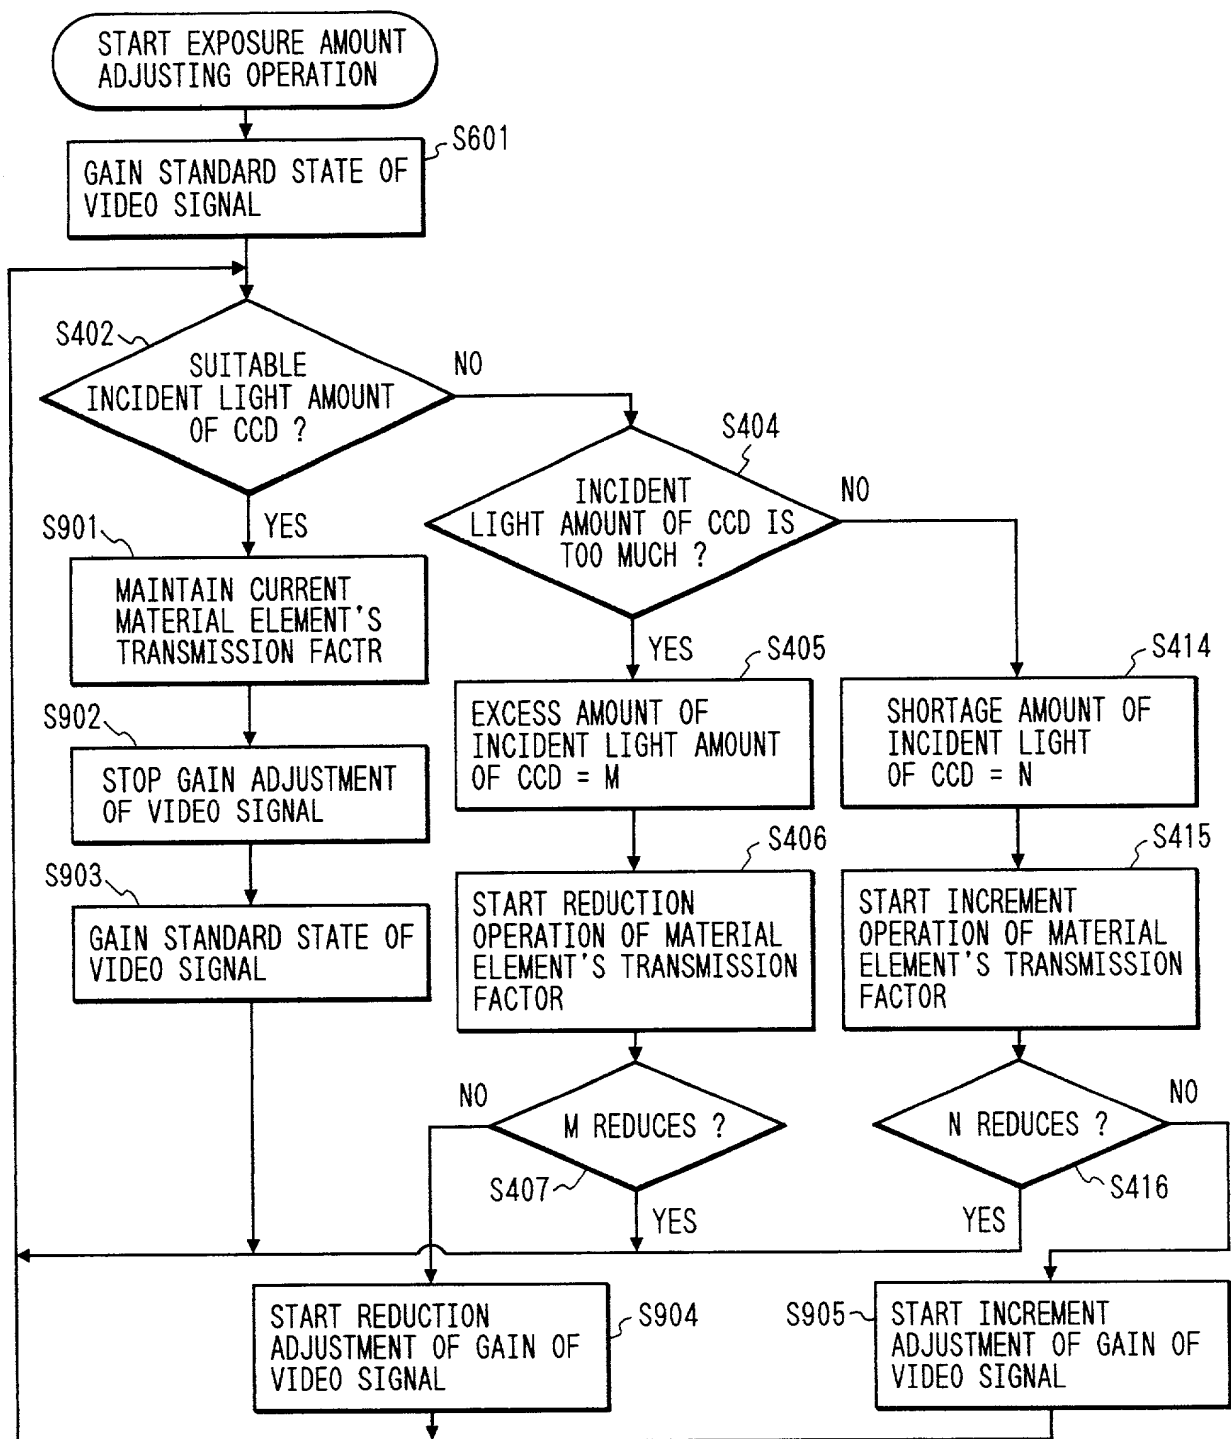 START EXPOSURE AMOUNT
ADJUSTING OPERATION
S601
GAIN STANDARD STATE OF
VIDEO SIGNAL
S402
SUITABLE
INCIDENT LIGHT AMOUNT
OF CCD ?
NO
YES
S404
INCIDENT
LIGHT AMOUNT OF CCD IS
TOO MUCH ?
NO
YES
S901
MAINTAIN CURRENT
MATERIAL ELEMENT'S
TRANSMISSION FACTR
S902
STOP GAIN ADJUSTMENT
OF VIDEO SIGNAL
S903
GAIN STANDARD STATE OF
VIDEO SIGNAL
S405
EXCESS AMOUNT OF
INCIDENT LIGHT AMOUNT
OF CCD = M
S406
START REDUCTION
OPERATION OF MATERIAL
ELEMENT'S TRANSMISSION
FACTOR
NO
M REDUCES ?
S407
YES
S414
SHORTAGE AMOUNT OF
INCIDENT LIGHT
OF CCD = N
S415
START INCREMENT
OPERATION OF MATERIAL
ELEMENT'S TRANSMISSION
FACTOR
NO
N REDUCES ?
S416
YES
START REDUCTION
ADJUSTMENT OF GAIN OF
VIDEO SIGNAL
S904
S905
START INCREMENT
ADJUSTMENT OF GAIN OF
VIDEO SIGNAL